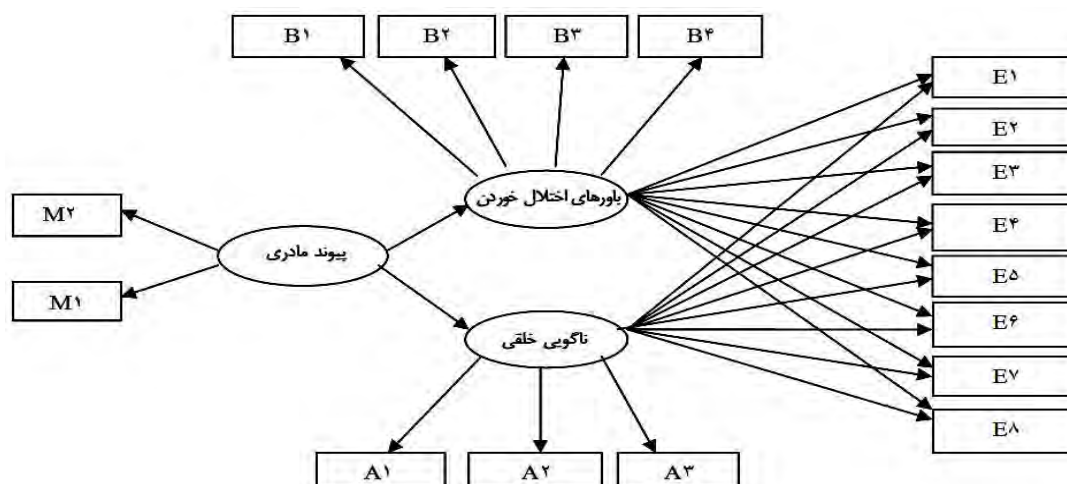 B۱
B۲
B۳
B۴
E۱
E۲
E۳
E۴
E۵
E۶
E۷
E۸
باورهای اختلال خوردن
M۲
پیوند مادری
M۱
ناگویی خلقی
A۱
A۲
A۳